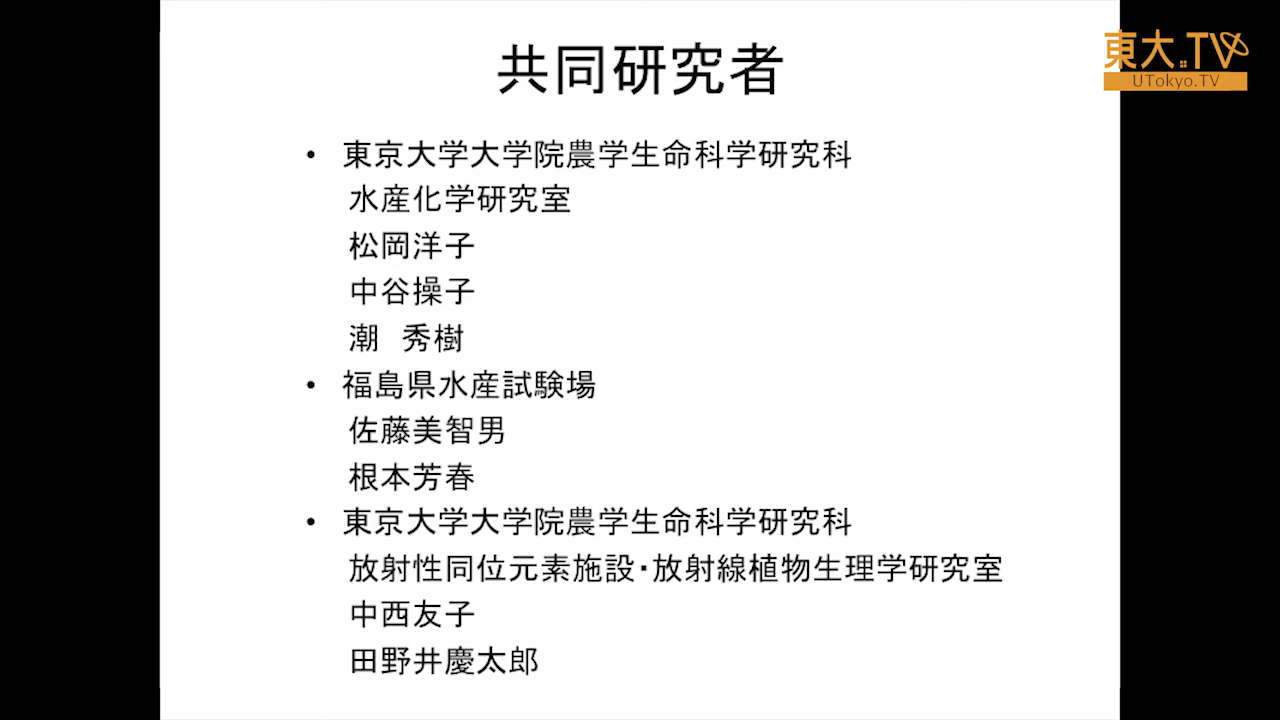 共同研究者
東大.TV
UTokyo.TV
• 東京大学大学院農学生命科学研究科
水産化学研究室
松岡洋子
中谷操子
潮 秀樹
• 福島県水産試験場
佐藤美智男
根本芳春
• 東京大学大学院農学生命科学研究科
放射性同位元素施設・放射線植物生理学研究室
中西友子
田野井慶太郎